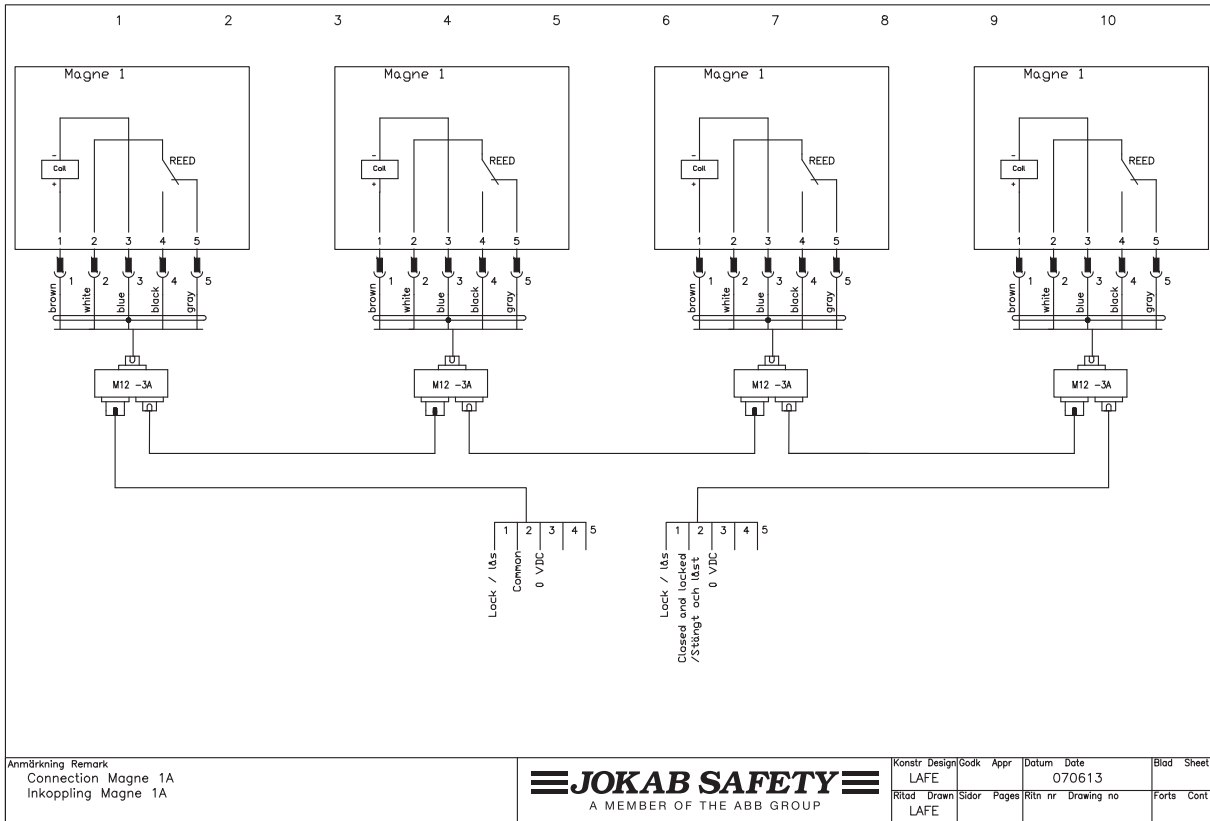 1 2 3 4 5 6 7 8 9 10
Magne 1 Magne 1 Magne 1 Magne 1
- - - -
Coil REED Coil REED Coil REED Coil REED
+ + + +
1 2 3 4 5 1 2 3 4 5 1 2 3 4 5 1 2 3 4 5
1 2 3 4 5 1 2 3 4 5 1 2 3 4 5 1 2 3 4 5
brown white blue black gray brown white blue black gray brown white blue black gray brown white blue black gray
M12 -3A M12 -3A M12 -3A M12 -3A
1 2 3 4 5
Lock / lås
Common
0 VDC
1 2 3 4 5
Lock / lås
Closed and locked
/Stängt och låst
0 VDC
Anmärkning Remark
Connection Magne 1A
Inkoppling Magne 1A
JOKAB SAFETY
A MEMBER OF THE ABB GROUP
Konstr Design Godk Appr Datum Date Blad Sheet
LAFE 070613
Ritad Drawn Sidor Pages Ritn nr Drawing no Forts Cont
LAFE